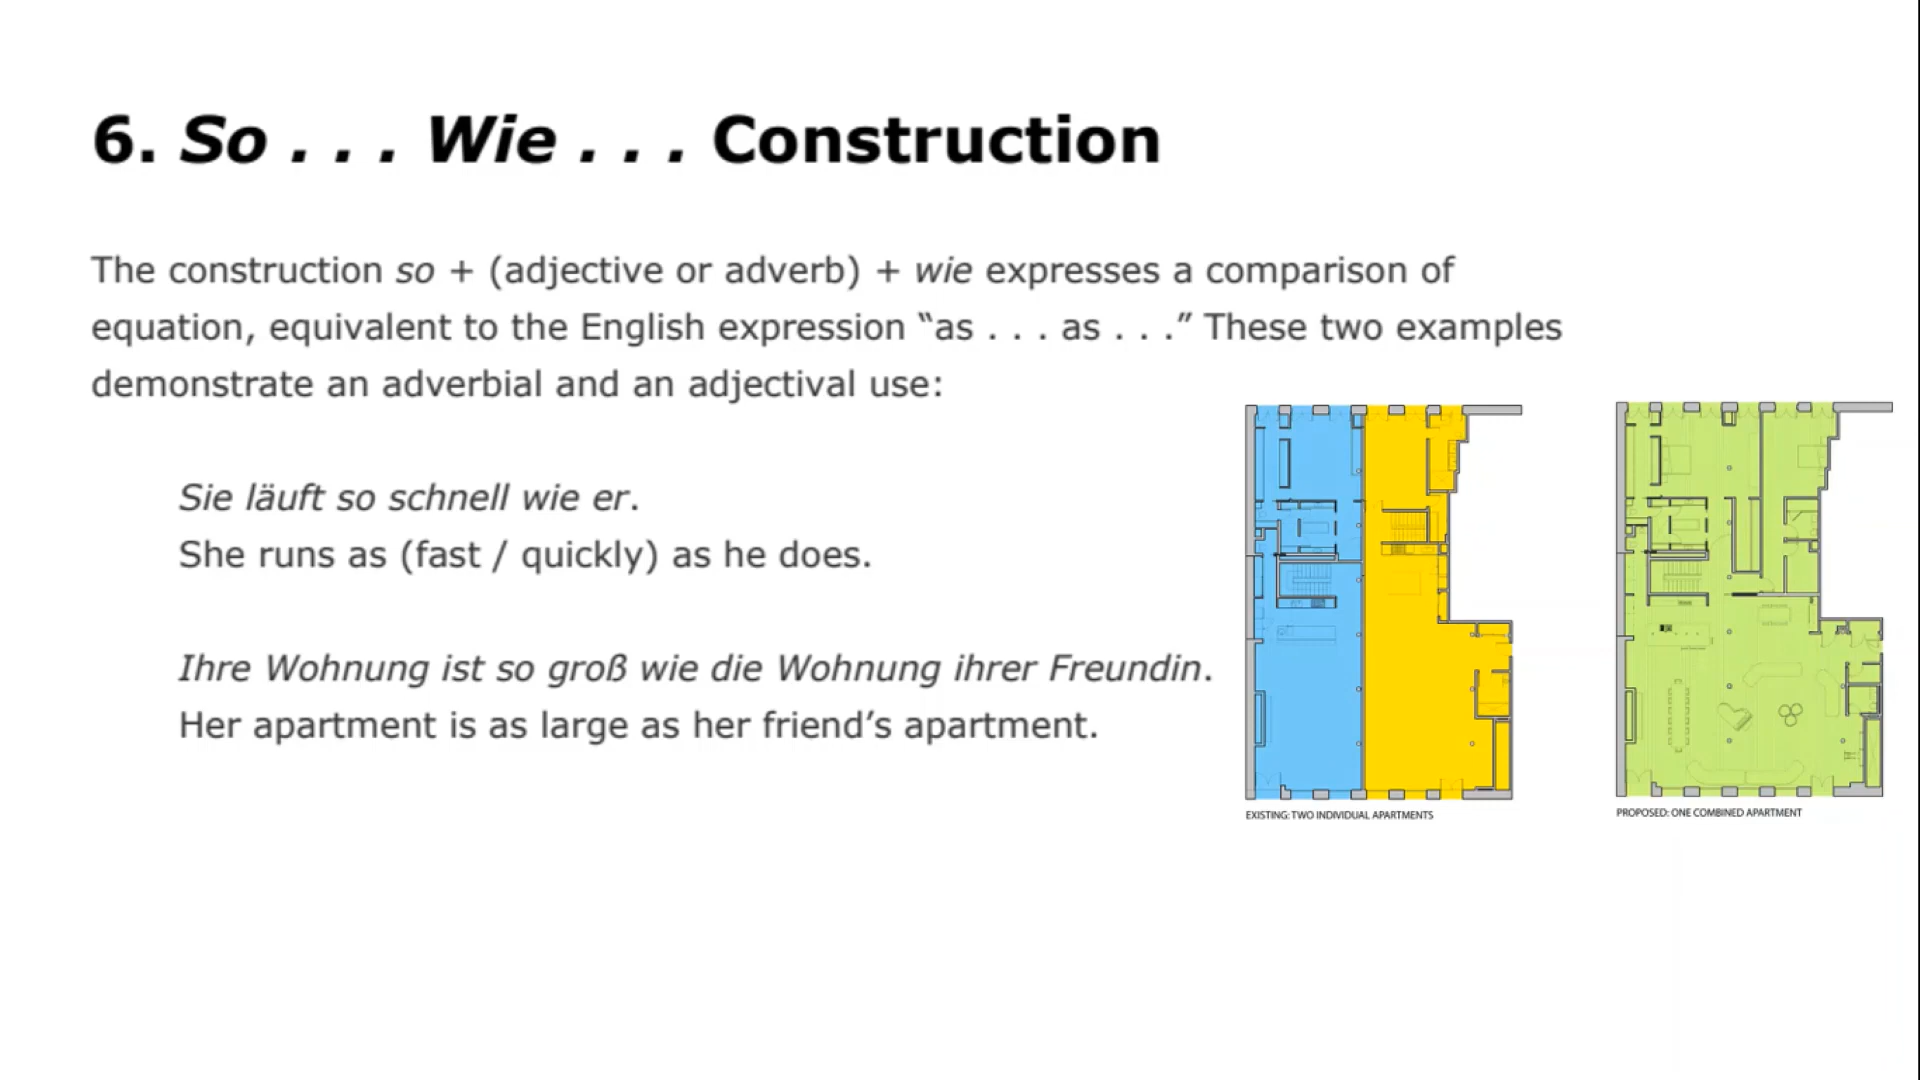 6. So . . . Wie . . . Construction
The construction so + (adjective or adverb) + wie expresses a comparison of
equation, equivalent to the English expression “as . . . as . . .” These two examples
demonstrate an adverbial and an adjectival use:
Sie läuft so schnell wie er.
She runs as (fast / quickly) as he does.
Ihre Wohnung ist so groß wie die Wohnung ihrer Freundin.
Her apartment is as large as her friend’s apartment.
EXISTING: TWO INDIVIDUAL APARTMENTS
PROPOSED: ONE COMBINED APARTMENT